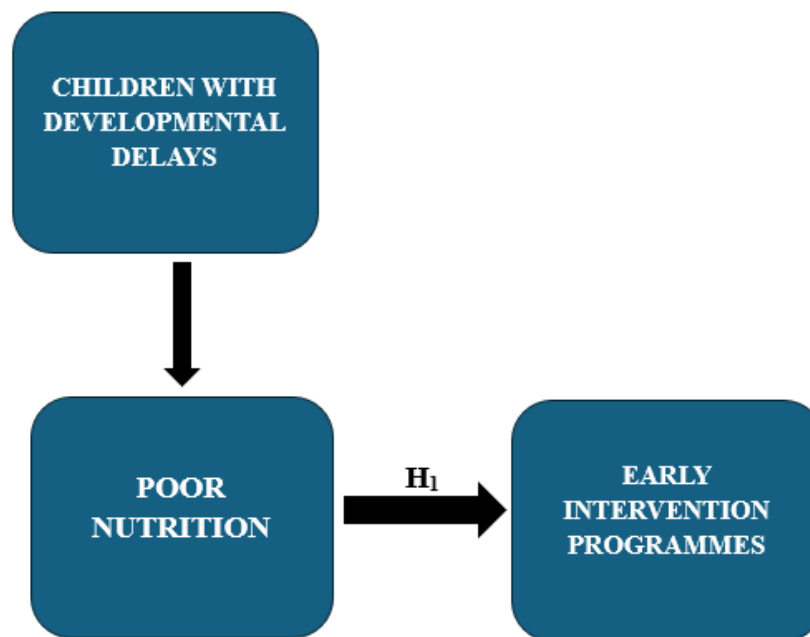 CHILDREN WITH
DEVELOPMENTAL
DELAYS
POOR
NUTRITION
H₁
EARLY
INTERVENTION
PROGRAMMES